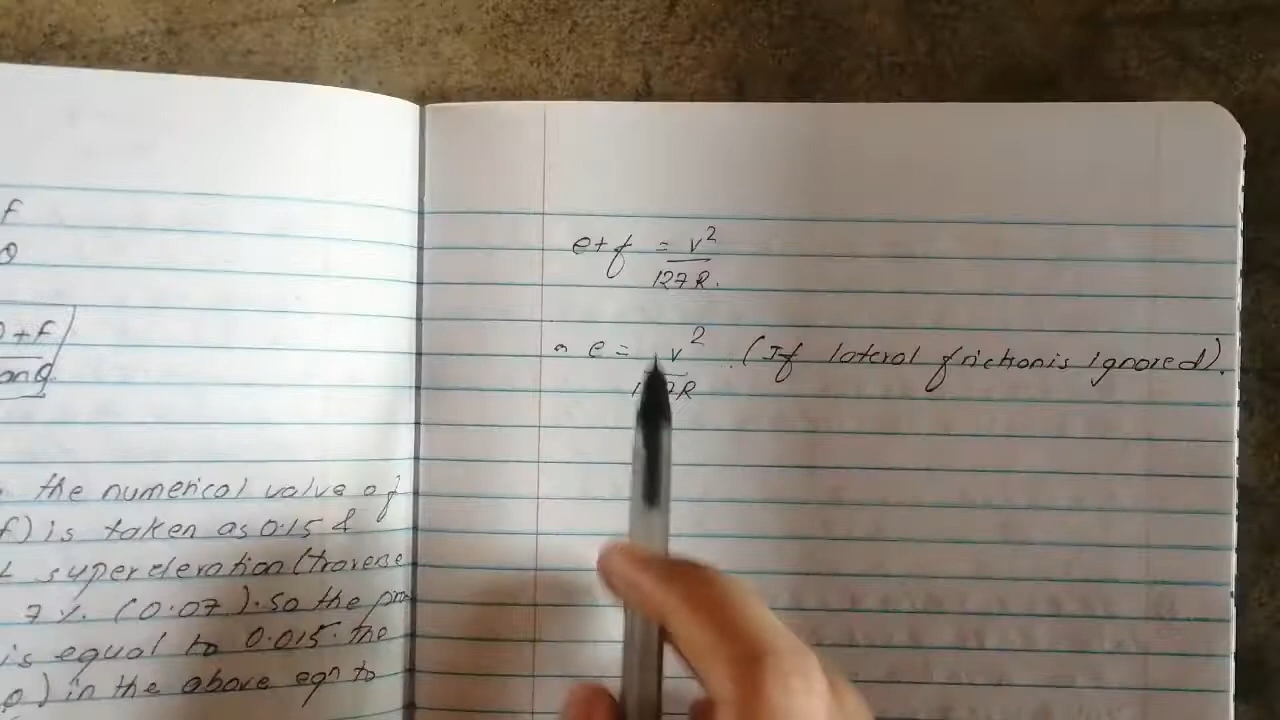 f
θ
θ+f
the numerical value of
f) is taken as 0.15 &
superelevation (traverse
7%. (0.07). so the
is equal to 0.015. the
θ) in the above eqn to
e+f = v²
127R.
e = v²
R
(If lateral friction is ignored).